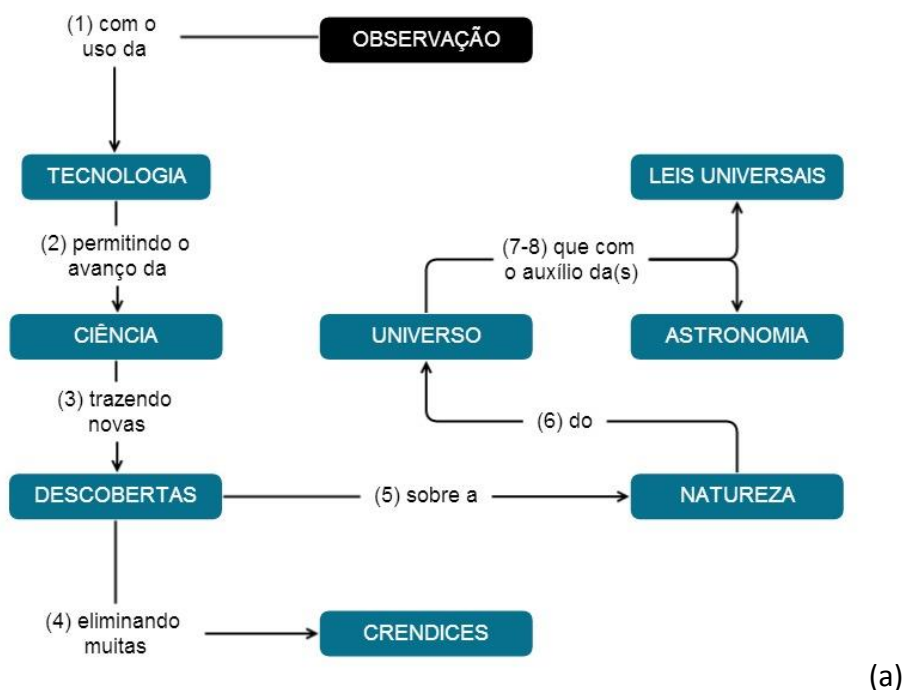 (1) com o
uso da
OBSERVAÇÃO
TECNOLOGIA
LEIS UNIVERSAIS
(2) permitindo o
avanço da
(7-8) que com
o auxílio da(s)
CIÊNCIA
UNIVERSO
ASTRONOMIA
(3) trazendo
novas
(6) do
DESCOBERTAS
(5) sobre a
NATUREZA
(4) eliminando
muitas
CRENDICES
(a)